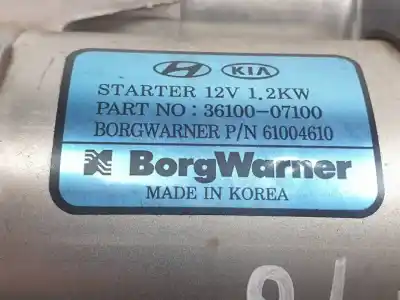 KIA
STARTER 12V 1.2KW
PART NO : 36100-07100
BORGWARNER P/N 61004610
BorgWarner
MADE IN KOREA